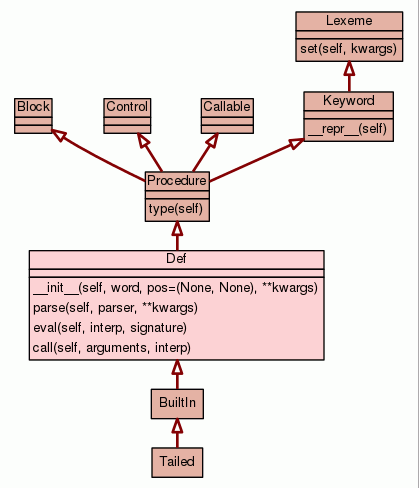 Lexeme
set(self, kwargs)
Block
Control
Callable
Keyword
__repr__(self)
Procedure
type(self)
Def
__init__(self, word, pos=(None, None), **kwargs)
parse(self, parser, **kwargs)
eval(self, interp, signature)
call(self, arguments, interp)
BuiltIn
Tailed